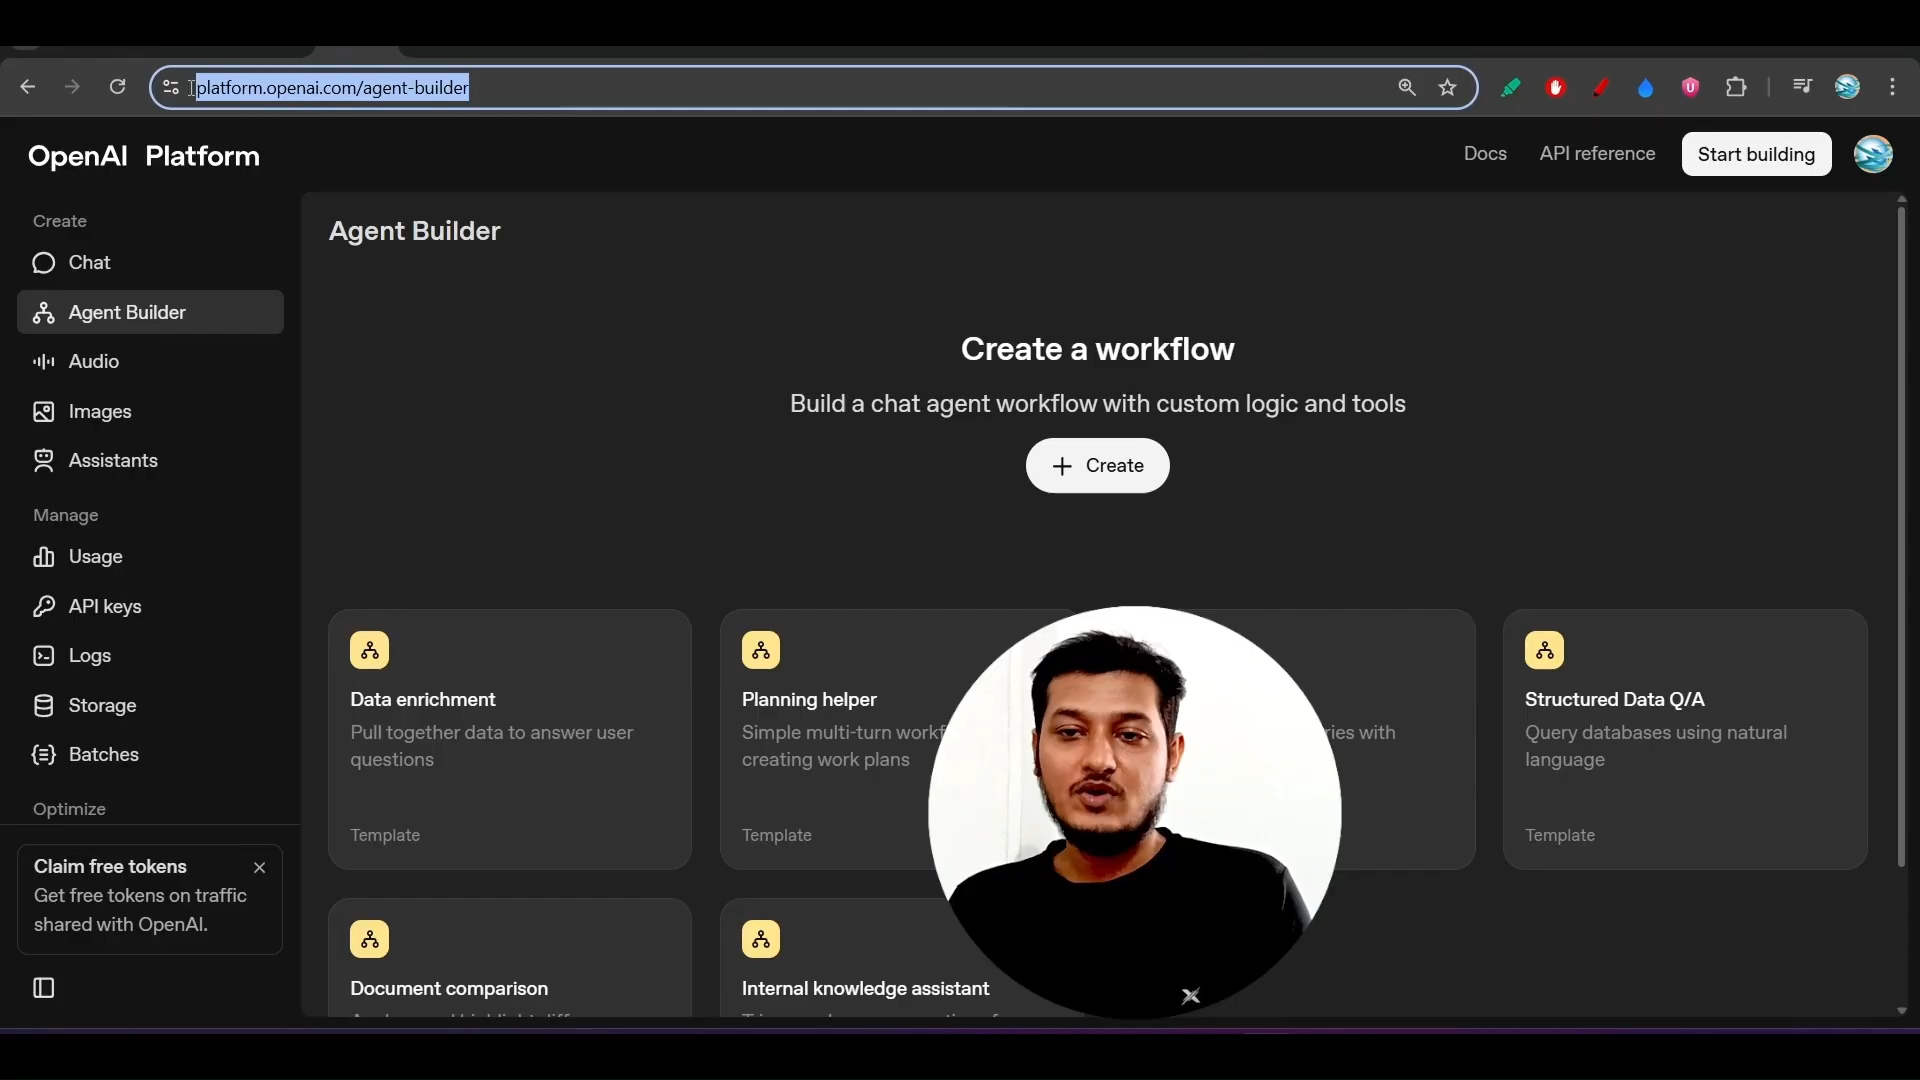 platform.openai.com/agent-builder
OpenAI Platform
Docs
API reference
Start building
Create
Chat
Agent Builder
Audio
Images
Assistants
Manage
Usage
API keys
Logs
Storage
Batches
Optimize
Claim free tokens
Get free tokens on traffic
shared with OpenAI.
Agent Builder
Create a workflow
Build a chat agent workflow with custom logic and tools
+ Create
Data enrichment
Pull together data to answer user
questions
Template
Planning helper
Simple multi-turn
creating work plans
Template
with
Structured Data Q/A
Query databases using natural
language
Template
Document comparison
Internal knowledge assistant